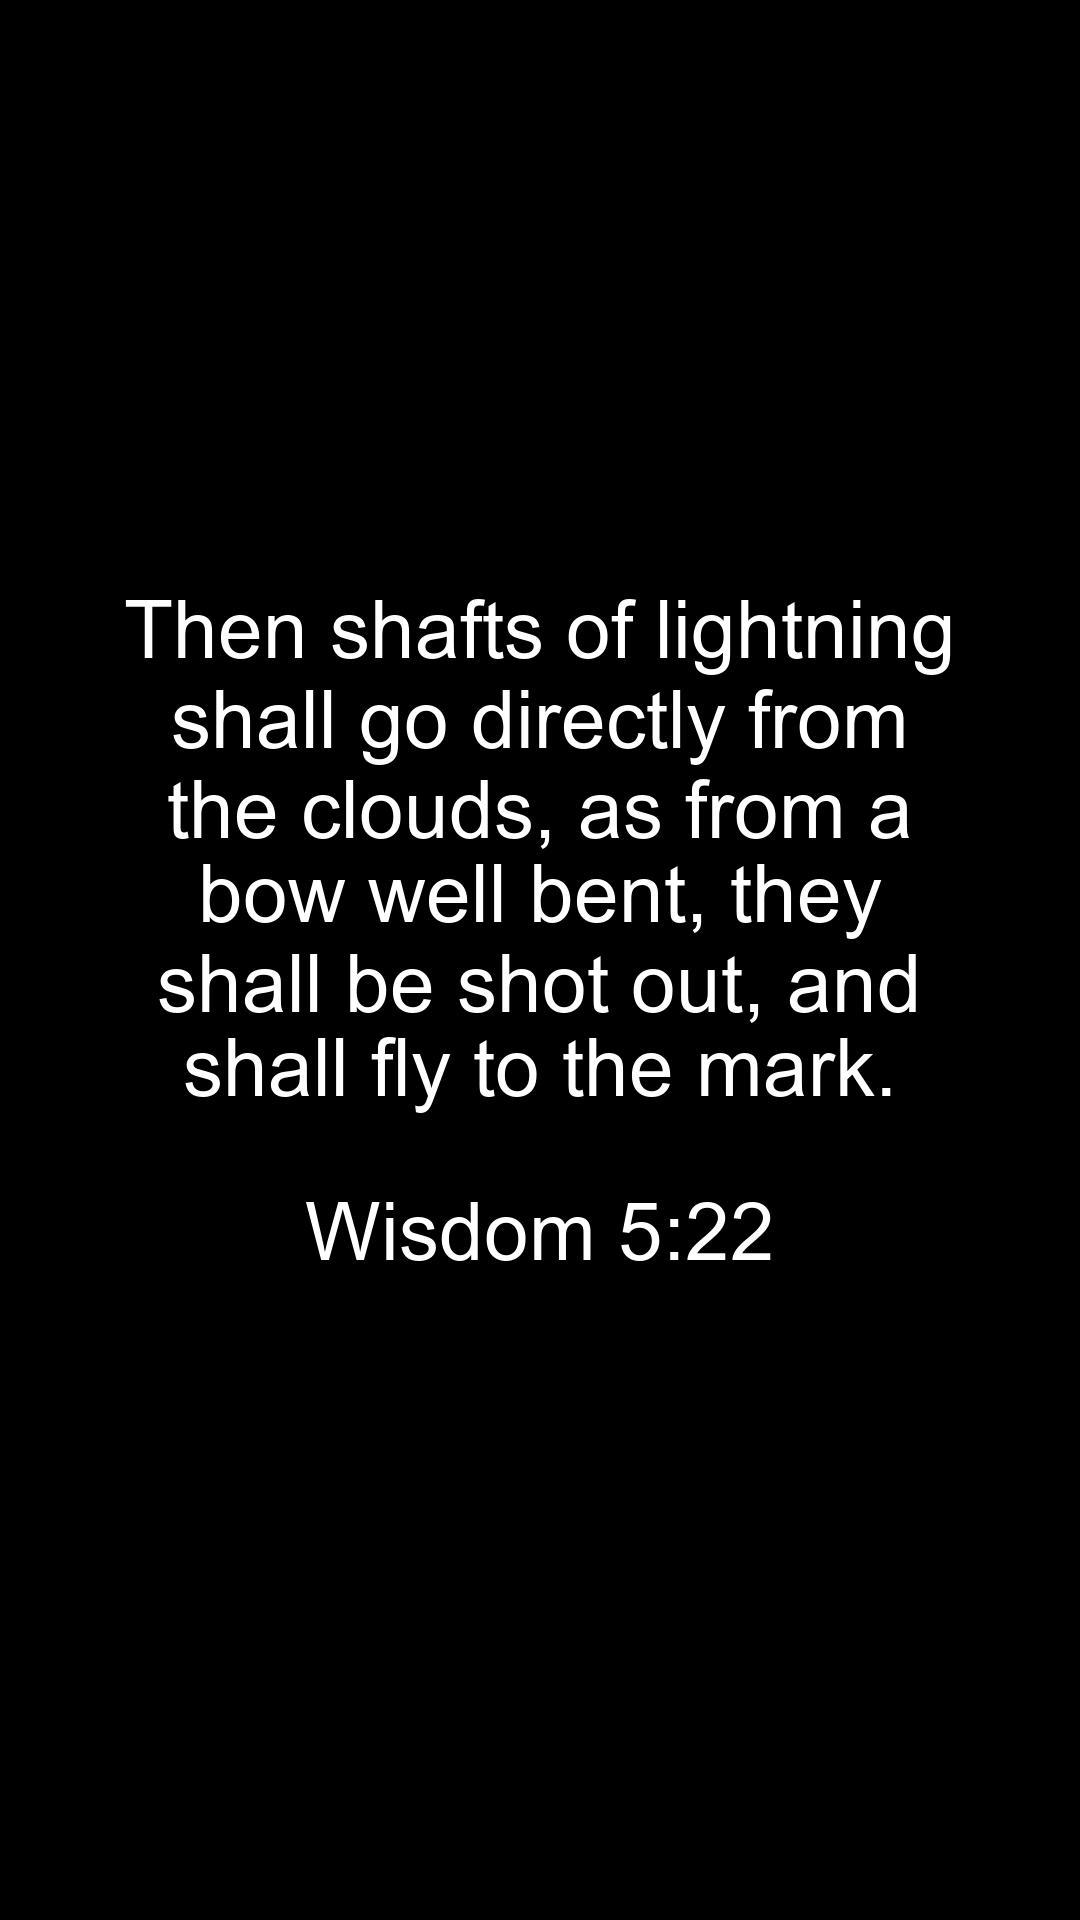 Then shafts of lightning
shall go directly from
the clouds, as from a
bow well bent, they
shall be shot out, and
shall fly to the mark.
Wisdom 5:22